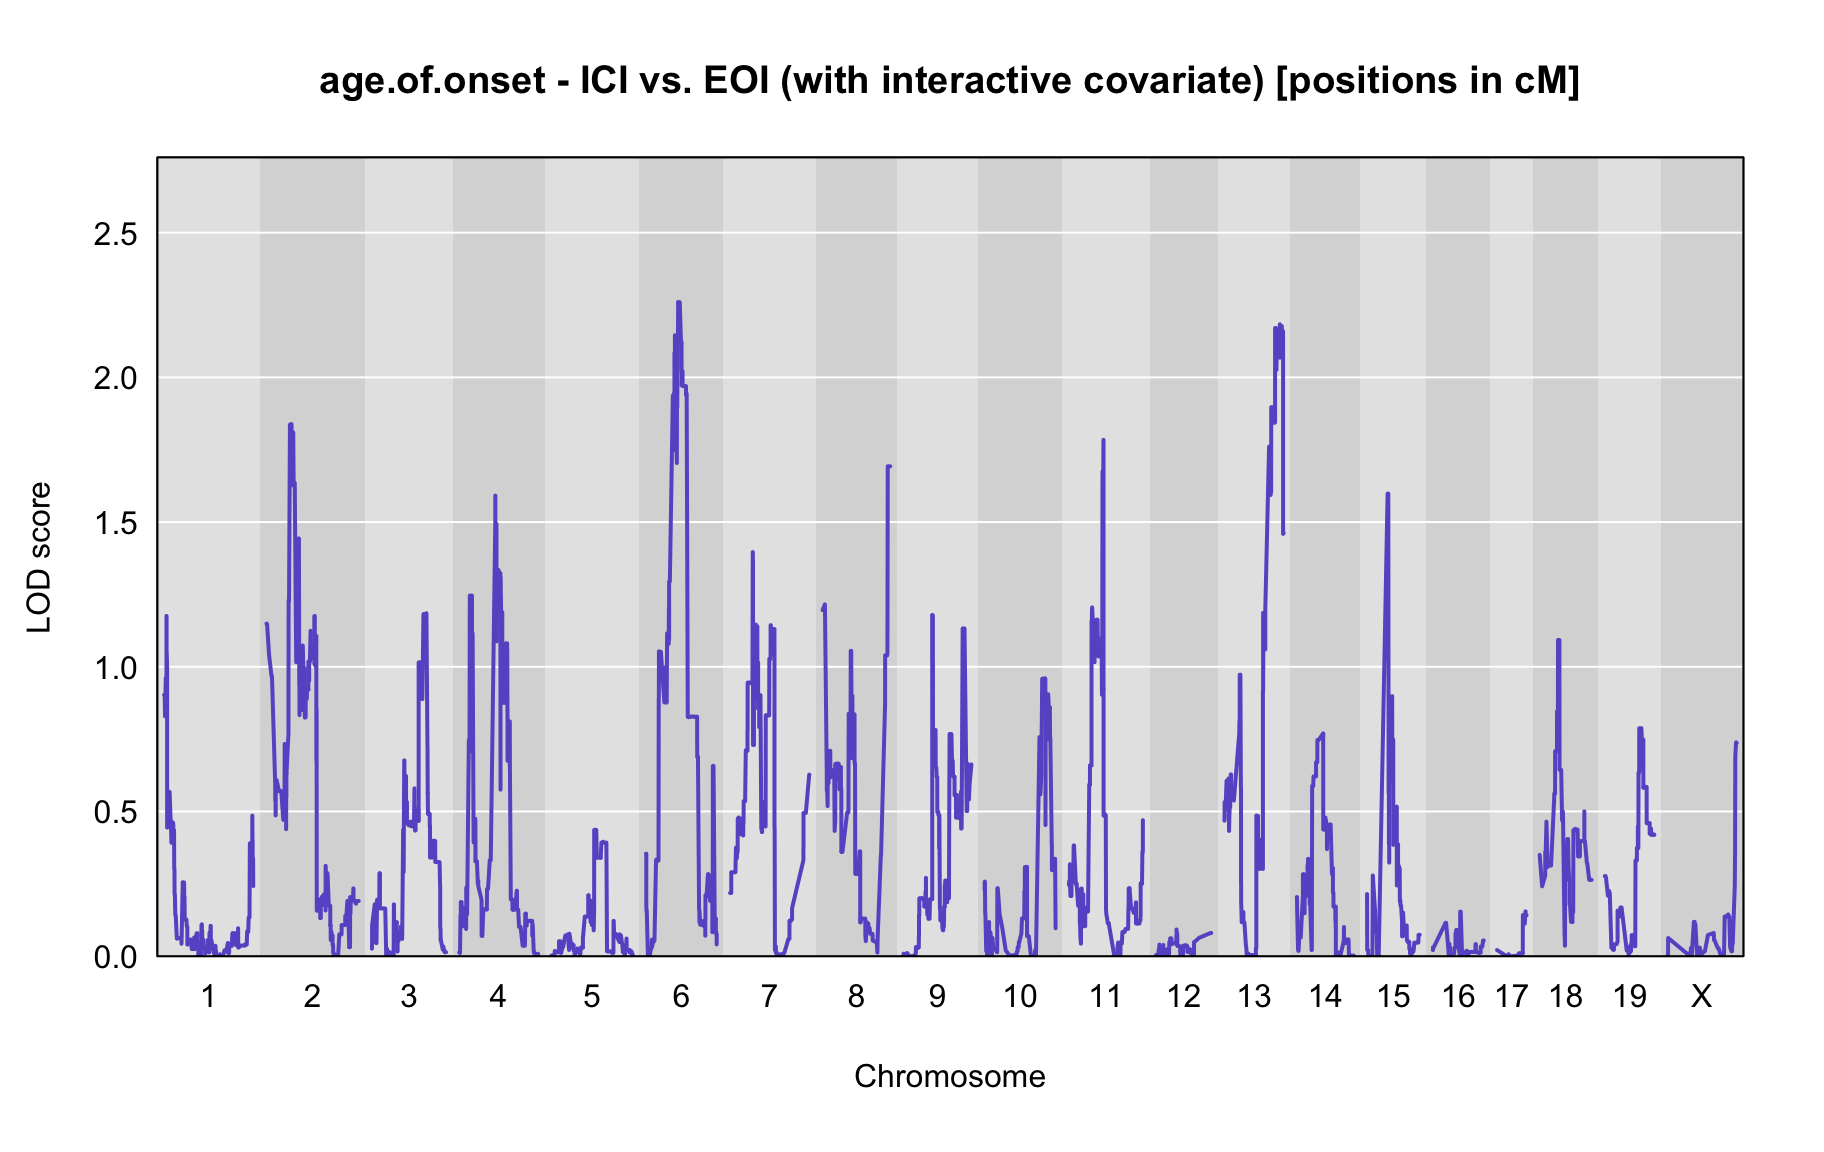 age.of.onset - ICI vs. EOI (with interactive covariate) [positions in cM]
LOD score
2.5
2.0
1.5
1.0
0.5
0.0
1 2 3 4 5 6 7 8 9 10 11 12 13 14 15 16 17 18 19 X
Chromosome